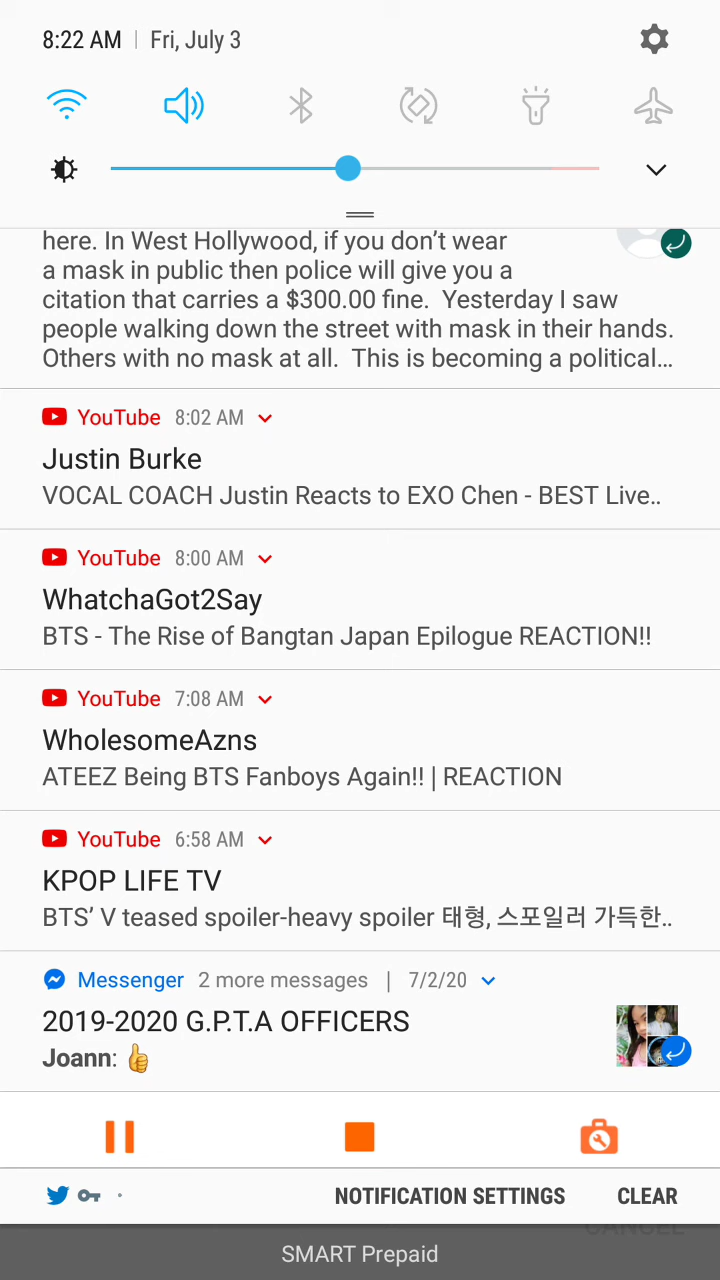 8:22 AM | Fri, July 3
here. In West Hollywood, if you don't wear
a mask in public then police will give you a
citation that carries a $300.00 fine.  Yesterday I saw
people walking down the street with mask in their hands.
Others with no mask at all.  This is becoming a political...
YouTube 8:02 AM
Justin Burke
VOCAL COACH Justin Reacts to EXO Chen - BEST Live..
YouTube 8:00 AM
WhatchaGot2Say
BTS - The Rise of Bangtan Japan Epilogue REACTION!!
YouTube 7:08 AM
WholesomeAzns
ATEEZ Being BTS Fanboys Again!! | REACTION
YouTube 6:58 AM
KPOP LIFE TV
BTS’ V teased spoiler-heavy spoiler 태형, 스포일러 가득한..
Messenger 2 more messages | 7/2/20
2019-2020 G.P.T.A OFFICERS
Joann: 👍
NOTIFICATION SETTINGS CLEAR
CANCEL
SMART Prepaid